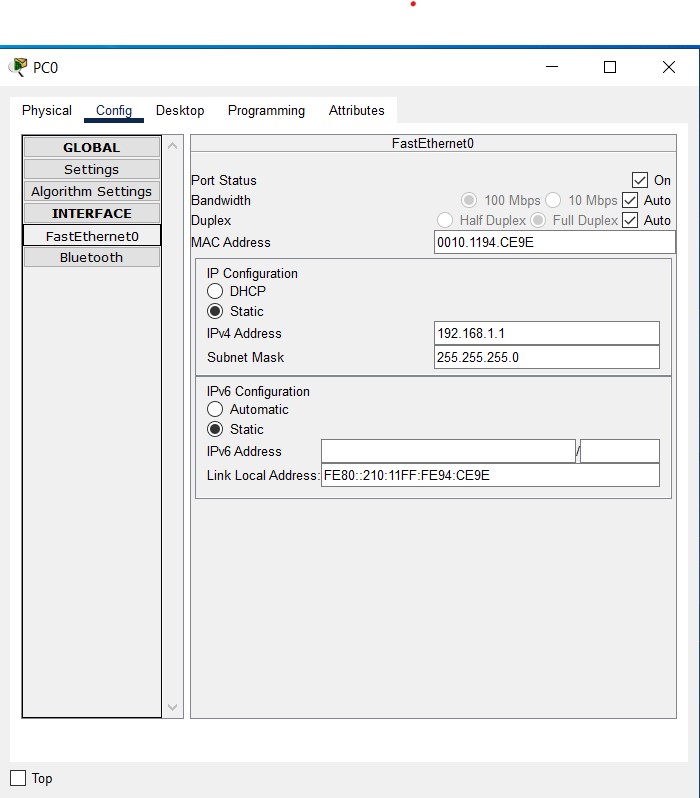 PC0
Physical Config Desktop Programming Attributes
GLOBAL
Settings
Algorithm Settings
INTERFACE
FastEthernet0
Bluetooth
FastEthernet0
Port Status On
Bandwidth 100 Mbps 10 Mbps Auto
Duplex Half Duplex Full Duplex Auto
MAC Address 0010.1194.CE9E
IP Configuration
DHCP
Static
IPv4 Address 192.168.1.1
Subnet Mask 255.255.255.0
IPv6 Configuration
Automatic
Static
IPv6 Address /
Link Local Address: FE80::210:11FF:FE94:CE9E
Top